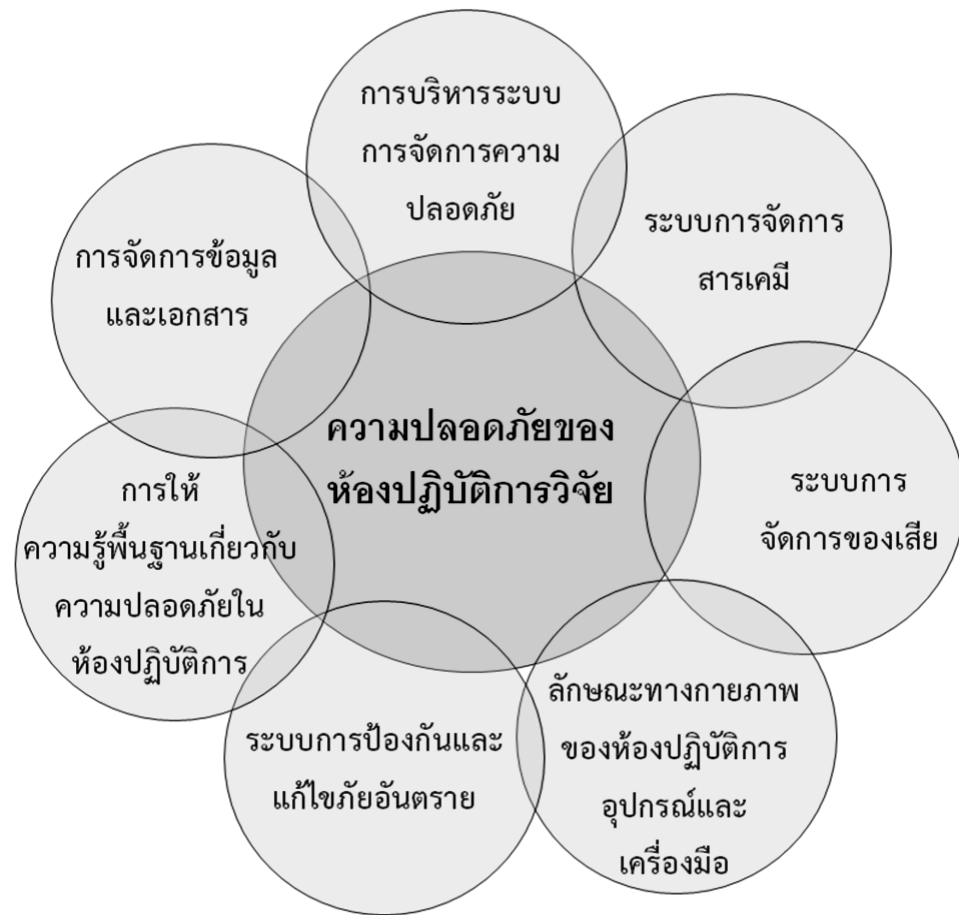 การบริหารระบบ
การจัดการความ
ปลอดภัย
ระบบการจัดการ
สารเคมี
ระบบการ
จัดการของเสีย
ลักษณะทางกายภาพ
ของห้องปฏิบัติการ
อุปกรณ์และ
เครื่องมือ
ระบบการป้องกันและ
แก้ไขภัยอันตราย
การให้
ความรู้พื้นฐานเกี่ยวกับ
ความปลอดภัยใน
ห้องปฏิบัติการ
การจัดการข้อมูล
และเอกสาร
ความปลอดภัยของ
ห้องปฏิบัติการวิจัย